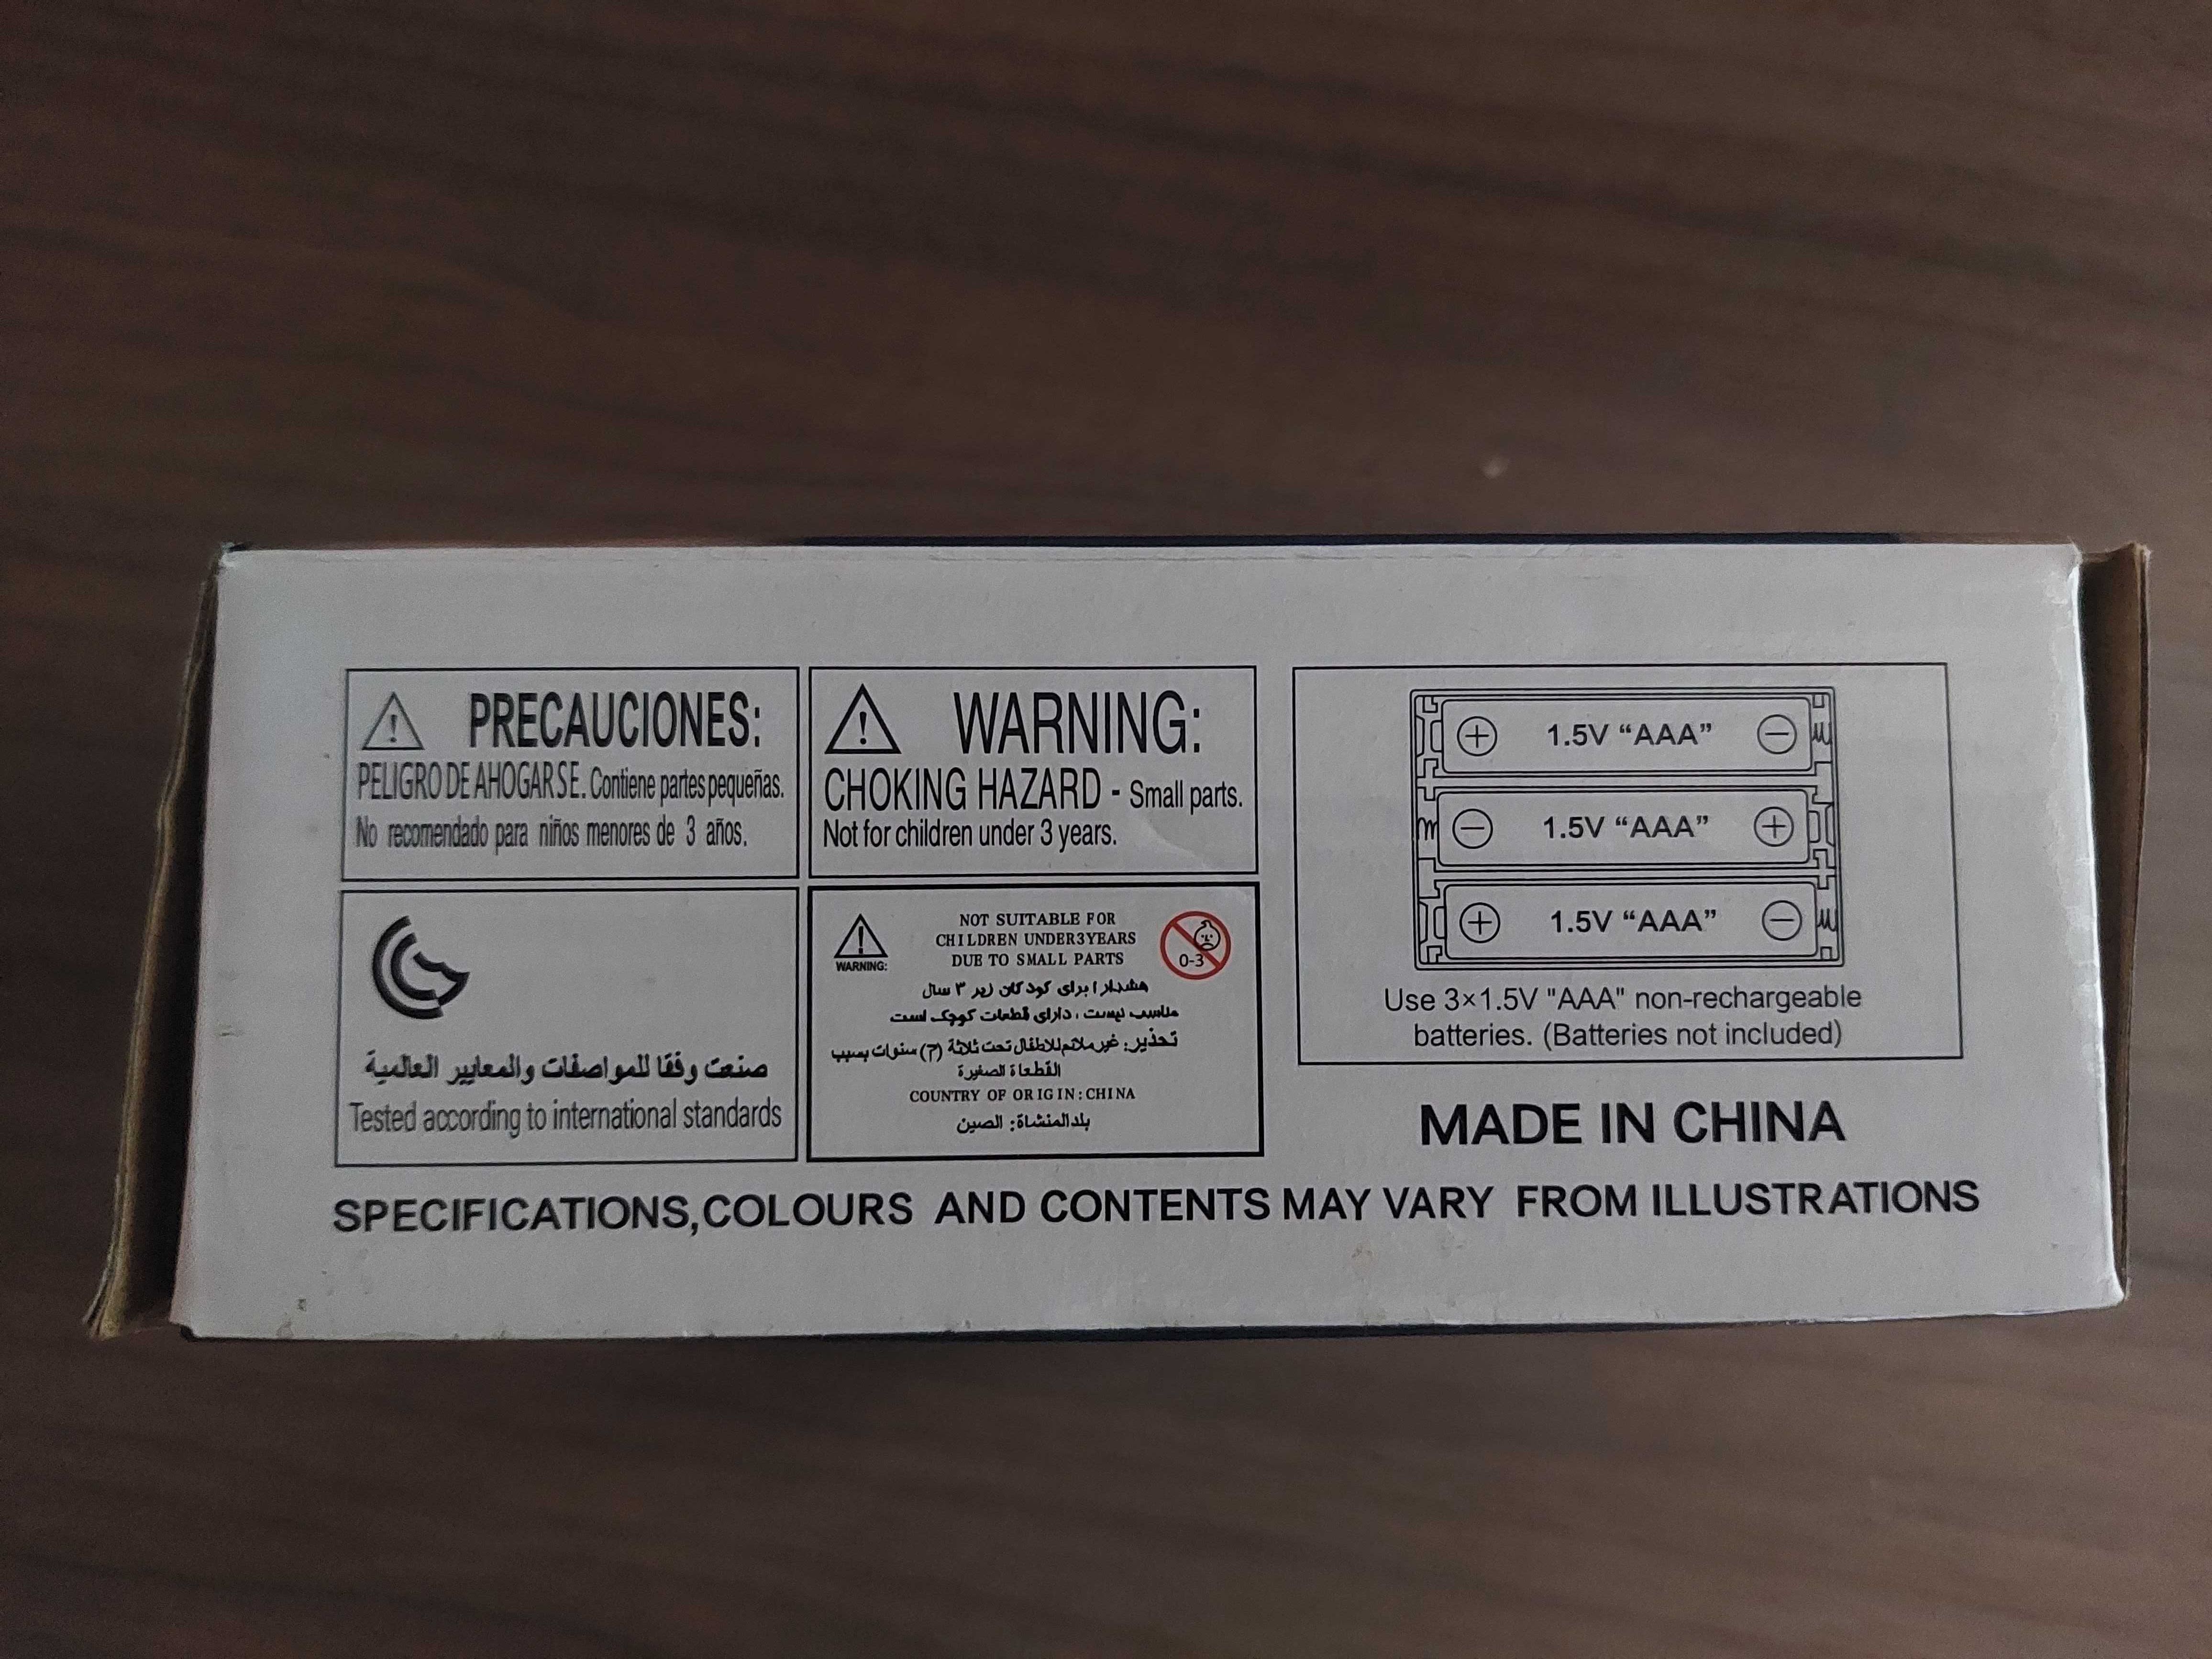 PRECAUCIONES:
PELIGRO DE AHOGARSE. Contiene partes pequeñas.
No recomendado para niños menores de 3 años.
WARNING:
CHOKING HAZARD - Small parts.
Not for children under 3 years.
صنعت وفقا للمواصفات والمعايير العالمية
Tested according to international standards
WARNING:
NOT SUITABLE FOR
CHILDREN UNDER3YEARS
DUE TO SMALL PARTS
0-3
هشدار ! برای کودکان زیر ۳ سال
مناسب نیست ، دارای قطعات کوچک است
تحذير: غير ملائم للاطفال تحت ثلاثة (٣) سنوات بسبب
القطعاة الصغيرة
COUNTRY OF ORIGIN:CHINA
بلد المنشاة: الصين
+ 1.5V “AAA” −
− 1.5V “AAA” +
+ 1.5V “AAA” −
Use 3×1.5V "AAA" non-rechargeable
batteries. (Batteries not included)
MADE IN CHINA
SPECIFICATIONS,COLOURS AND CONTENTS MAY VARY FROM ILLUSTRATIONS